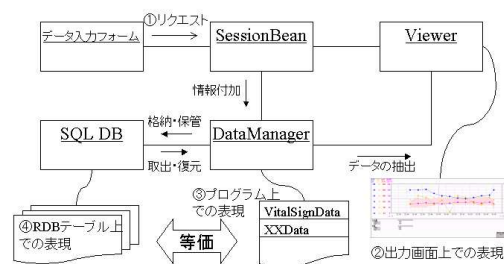 ①リクエスト
データ入力フォーム
SessionBean
Viewer
情報付加
格納・保管
SQL DB
DataManager
取出・復元
データの抽出
③プログラム上
での表現
④RDBテーブル上
での表現
等価
VitalSignData
XXData
②出力画面上での表現